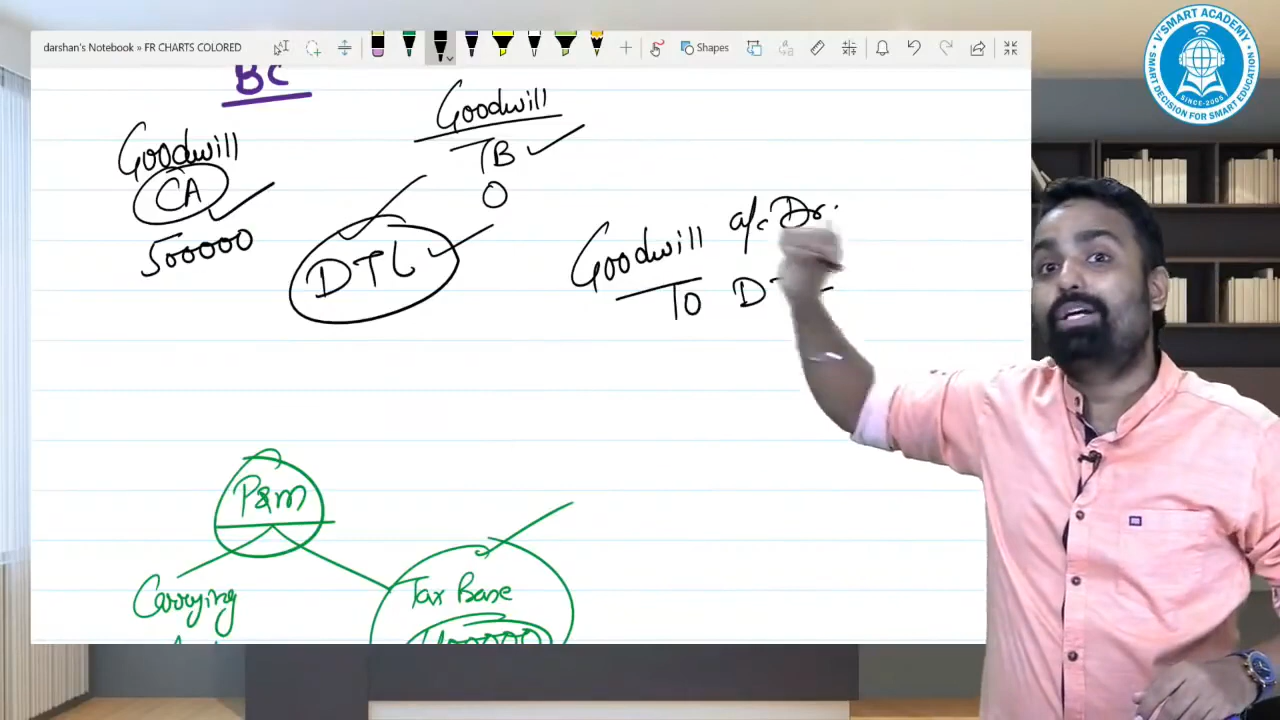 darshan's Notebook » FR CHARTS COLORED
Shapes
V'SMART ACADEMY
SMART DECISION FOR SMART EDUCATION
SINCE-2005
BC
Goodwill
CA
500000
Goodwill
TB
0
DTL
Goodwill a/c Dr.
To
P&M
Carrying
Tax Base